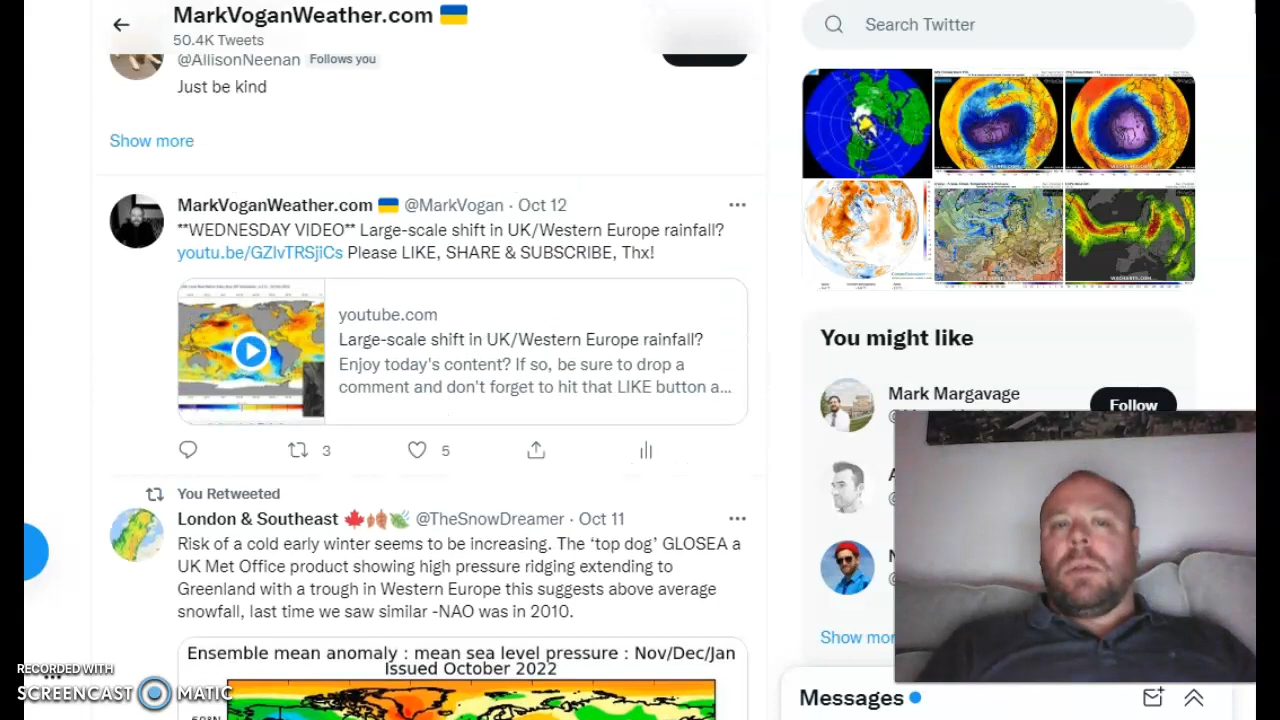 MarkVoganWeather.com
50.4K Tweets
@AllisonNeenan Follows you
Just be kind
Show more
MarkVoganWeather.com @MarkVogan · Oct 12
**WEDNESDAY VIDEO** Large-scale shift in UK/Western Europe rainfall?
youtu.be/GZlvTRSjiCs Please LIKE, SHARE & SUBSCRIBE, Thx!
youtube.com
Large-scale shift in UK/Western Europe rainfall?
Enjoy today's content? If so, be sure to drop a
comment and don't forget to hit that LIKE button a...
3
5
You Retweeted
London & Southeast @TheSnowDreamer · Oct 11
Risk of a cold early winter seems to be increasing. The ‘top dog’ GLOSEA a
UK Met Office product showing high pressure ridging extending to
Greenland with a trough in Western Europe this suggests above average
snowfall, last time we saw similar -NAO was in 2010.
Ensemble mean anomaly : mean sea level pressure : Nov/Dec/Jan
Issued October 2022
RECORDED WITH
SCREENCAST MATIC
Search Twitter
You might like
Mark Margavage
Follow
Messages